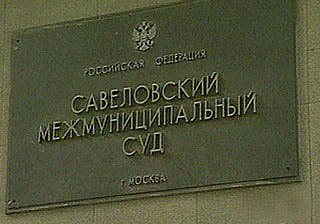 РОССИЙСКАЯ ФЕДЕРАЦИЯ
САВЕЛОВСКИЙ
МЕЖМУНИЦИПАЛЬНЫЙ
СУД
Г. МОСКВА